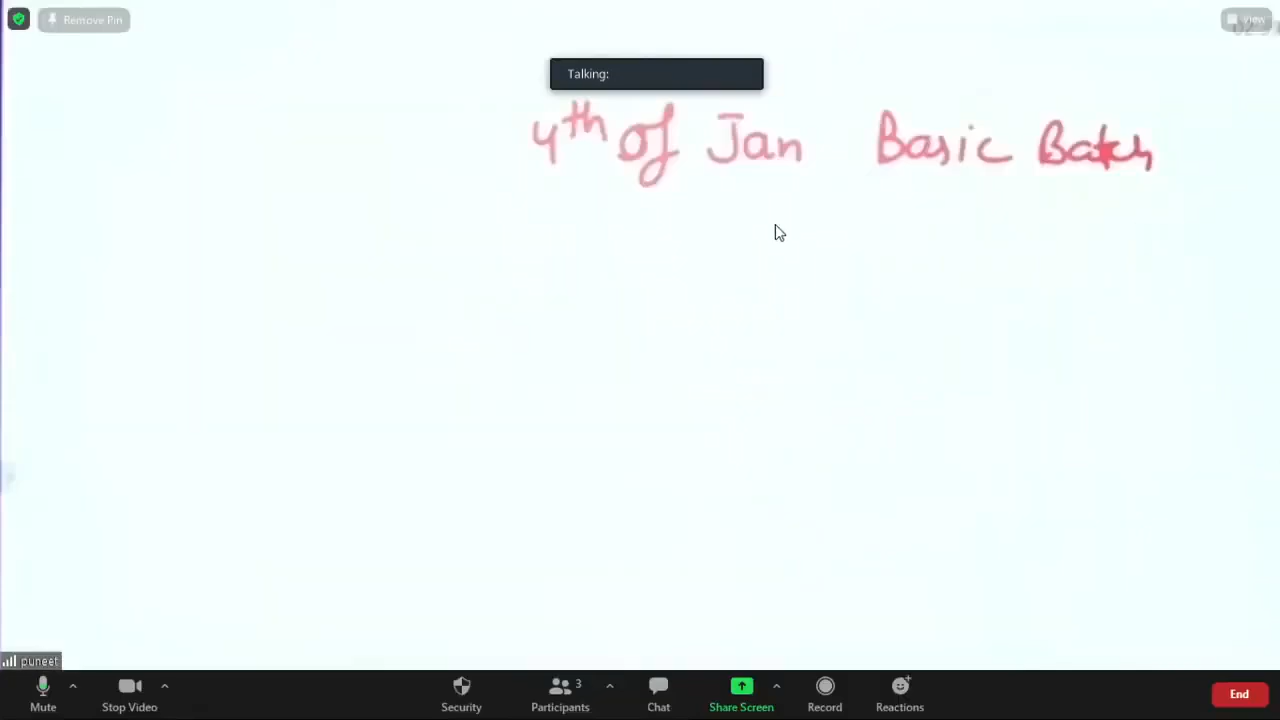 Remove Pin
View
Talking:
4th of Jan Basic Batch
puneet
Mute
Stop Video
Security
Participants 3
Chat
Share Screen
Record
Reactions
End